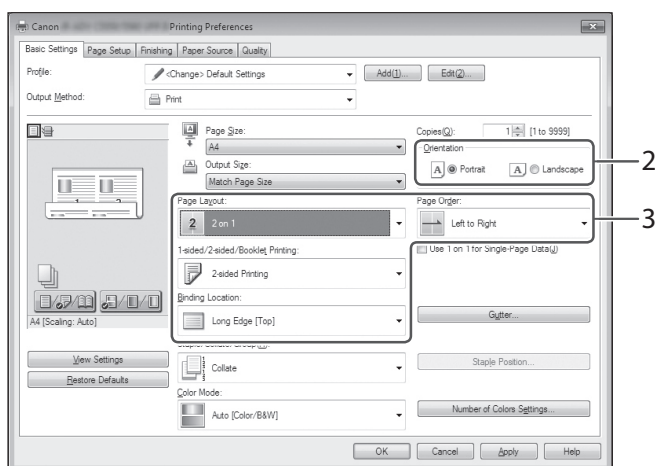 Canon Printing Preferences
Basic Settings Page Setup Finishing Paper Source Quality
Profile: <Change> Default Settings Add(1)... Edit(2)...
Output Method: Print
Page Size: Copies(Q): 1 [1 to 9999]
A4 Orientation
Output Size: A Portrait A Landscape 2
Match Page Size
Page Layout: Page Order:
2 2 on 1 Left to Right 3
1-sided/2-sided/Booklet Printing: Use 1 on 1 for Single-Page Data(J)
2-sided Printing
Binding Location:
Long Edge [Top] Gutter...
A4 [Scaling: Auto]
View Settings Collate Staple Position...
Restore Defaults
Color Mode:
Auto [Color/B&W] Number of Colors Settings...
OK Cancel Apply Help